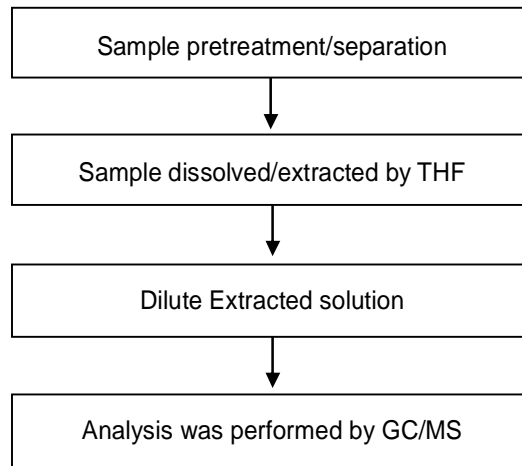 Sample pretreatment/separation
Sample dissolved/extracted by THF
Dilute Extracted solution
Analysis was performed by GC/MS